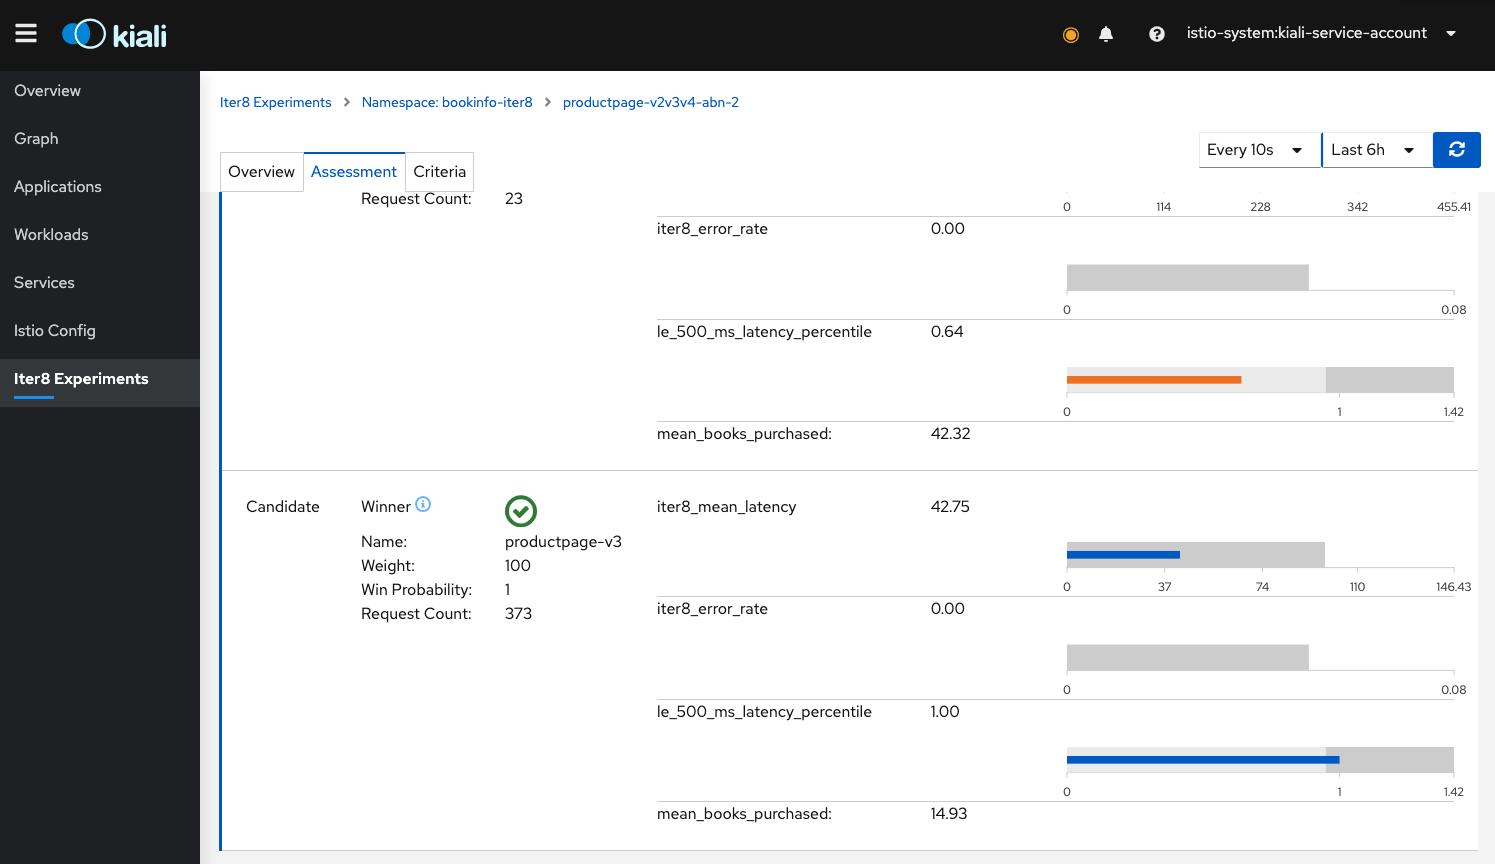 kiali
istio-system:kiali-service-account
Overview
Graph
Applications
Workloads
Services
Istio Config
Iter8 Experiments
Iter8 Experiments > Namespace: bookinfo-iter8 > productpage-v2v3v4-abn-2
Every 10s
Last 6h
Overview Assessment Criteria
Request Count: 23
0 114 228 342 455.41
iter8_error_rate 0.00
0 0.08
le_500_ms_latency_percentile 0.64
0 1 1.42
mean_books_purchased: 42.32
Candidate
Winner
Name: productpage-v3
Weight: 100
Win Probability: 1
Request Count: 373
iter8_mean_latency 42.75
0 37 74 110 146.43
iter8_error_rate 0.00
0 0.08
le_500_ms_latency_percentile 1.00
0 1 1.42
mean_books_purchased: 14.93